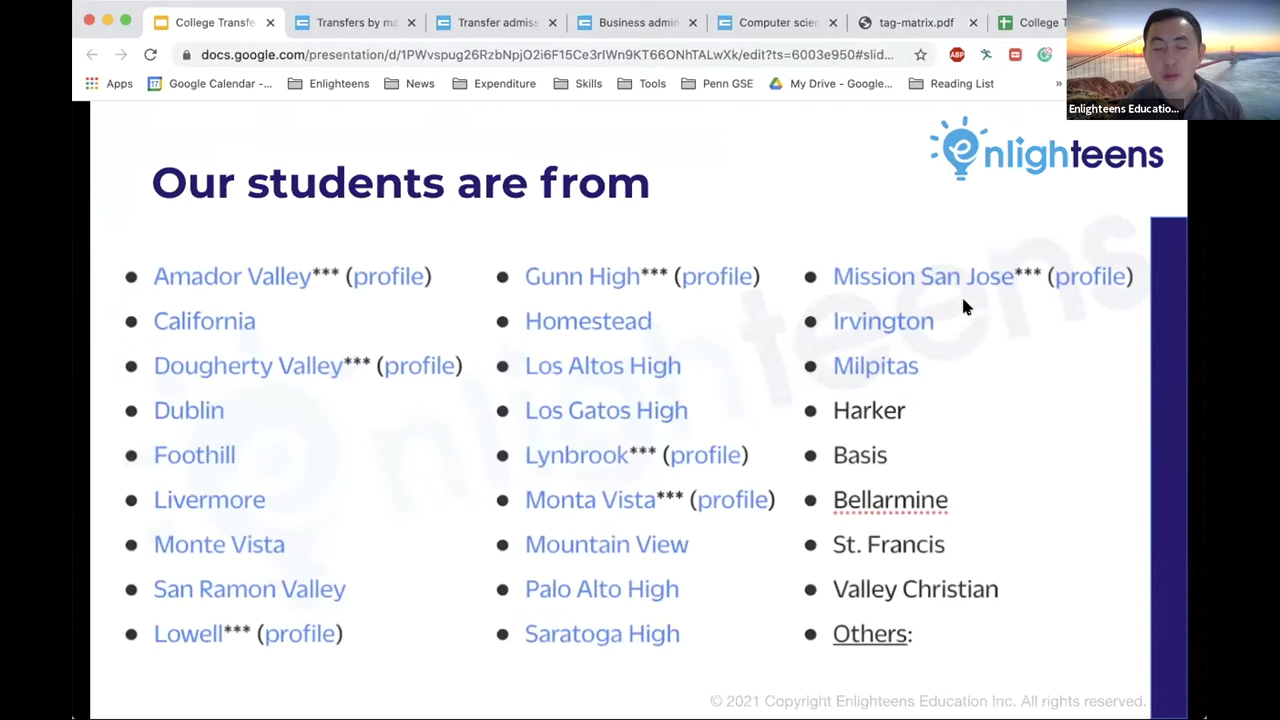 College Transfe
Transfers by ma
Transfer admiss
Business admin
Computer scien
tag-matrix.pdf
College T
docs.google.com/presentation/d/1PWvspug26RzbNpjO2i6F15Ce3rIWn9KT66ONhTALwXk/edit?ts=6003e950#slid...
ABP
Apps
17
Google Calendar -...
Enlighteens
News
Expenditure
Skills
Tools
Penn GSE
My Drive - Google...
Reading List
»
Enlighteens Educatio...
enlighteens
Our students are from
Amador Valley*** (profile)
California
Dougherty Valley*** (profile)
Dublin
Foothill
Livermore
Monte Vista
San Ramon Valley
Lowell*** (profile)
Gunn High*** (profile)
Homestead
Los Altos High
Los Gatos High
Lynbrook*** (profile)
Monta Vista*** (profile)
Mountain View
Palo Alto High
Saratoga High
Mission San Jose*** (profile)
Irvington
Milpitas
Harker
Basis
Bellarmine
St. Francis
Valley Christian
Others:
enlighteens
© 2021 Copyright Enlighteens Education Inc. All rights reserved.